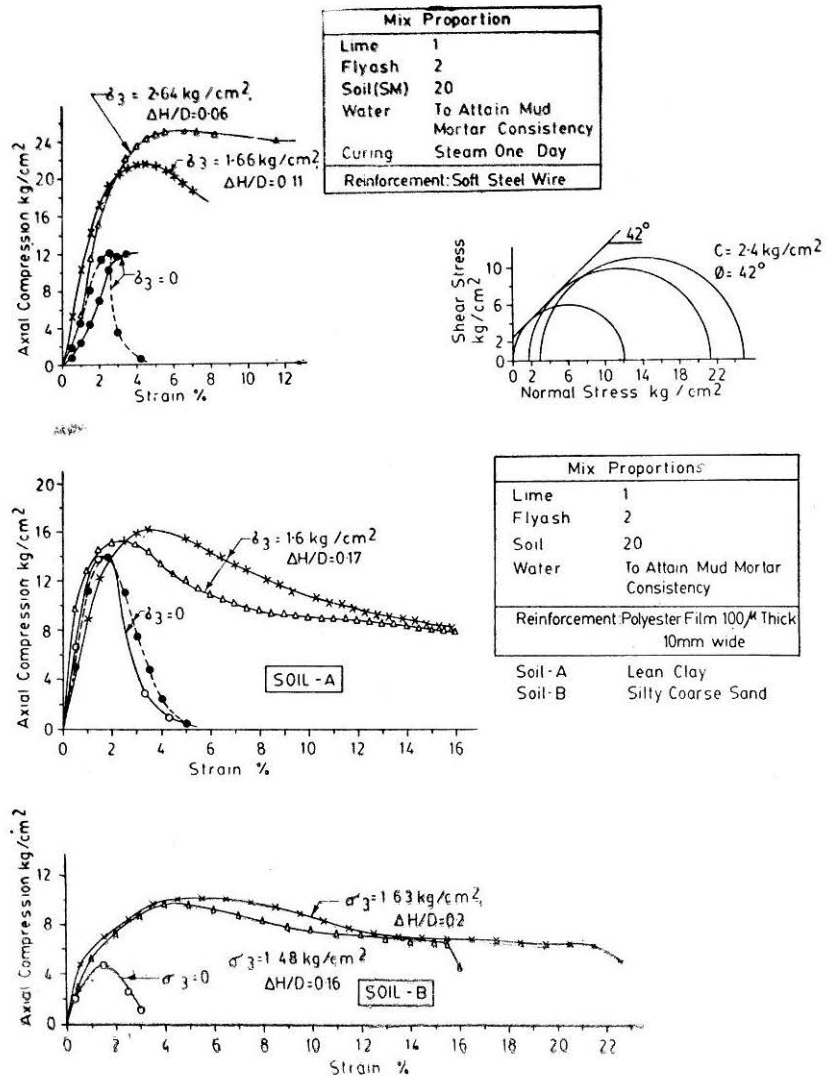 Mix Proportion
Lime 1
Flyash 2
Soil(SM) 20
Water To Attain Mud
Mortar Consistency
Curing Steam One Day
Reinforcement: Soft Steel Wire
Axial Compression kg/cm2
24
20
16
12
8
4
0
ვ3 = 2.64 kg/cm2,
ΔH/D=0.06
ვ3= 1.66 kg/cm2,
ΔH/D= 0.11
ვ3=0
0 2 4 6 8 10 12
Strain %
Shear Stress
kg/cm2
10
6
2
0
42°
C= 2.4 kg/cm2
Ø= 42°
0 6 12 18 22
Normal Stress kg / cm2
Axial Compression kg/cm2
20
16
12
8
4
0
ვ3= 1.6 kg /cm2
ΔH/D=0.17
ვ3=0
SOIL - A
0 2 4 6 8 10 12 14 16
Strain %
Mix Proportions
Lime 1
Flyash 2
Soil 20
Water To Attain Mud Mortar
Consistency
Reinforcement: Polyester Film 100μ Thick
10mm wide
Soil-A Lean Clay
Soil-B Silty Coarse Sand
Axial Compression kg/cm2
12
8
4
0
σ3=1.63 kg/cm2,
ΔH/D=0.2
σ3=1.48 kg/cm2
ΔH/D=0.16
σ3=0
SOIL - B
0 4 6 8 10 12 14 16 18 20 22
Strain %